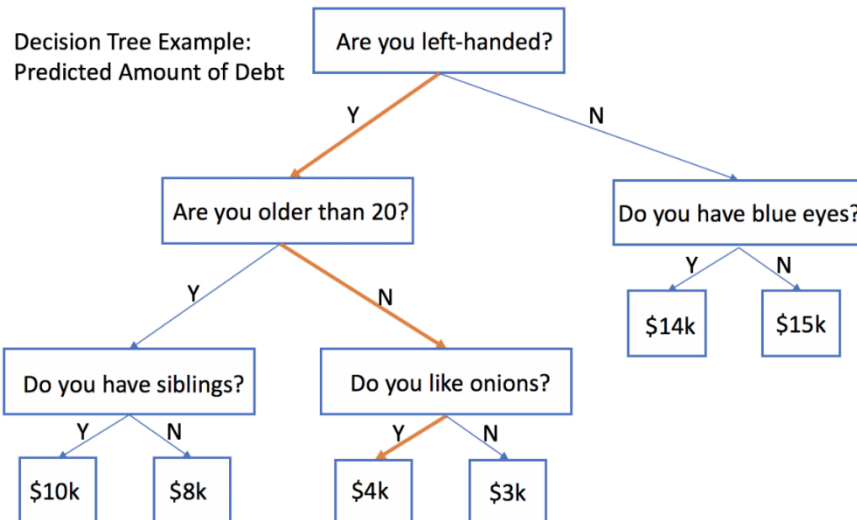 Decision Tree Example:
Predicted Amount of Debt
Are you left-handed?
Y
N
Are you older than 20?
Do you have blue eyes?
Y
N
Y
N
$14k
$15k
Do you have siblings?
Do you like onions?
Y
N
Y
N
$10k
$8k
$4k
$3k